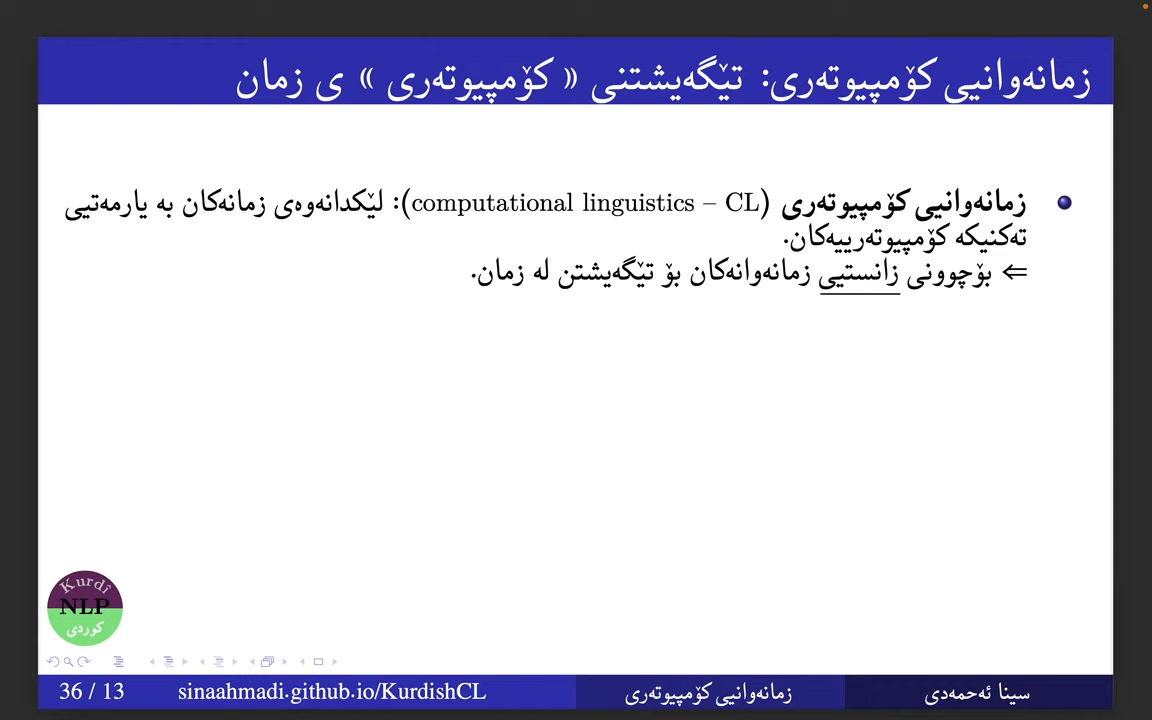 زمانەوانیی کۆمپیوتەری: تێگەیشتنی « کۆمپیوتەری » ی زمان
زمانەوانیی کۆمپیوتەری (computational linguistics – CL): لێکدانەوەی زمانەکان بە یارمەتیی
تەکنیکە کۆمپیوتەرییەکان.
⇐ بۆچوونی زانستیی زمانەوانەکان بۆ تێگەیشتن لە زمان.
Kurdî
NLP
کوردی
سینا ئەحمەدی
زمانەوانیی کۆمپیوتەری
sinaahmadi.github.io/KurdishCL
36 / 13